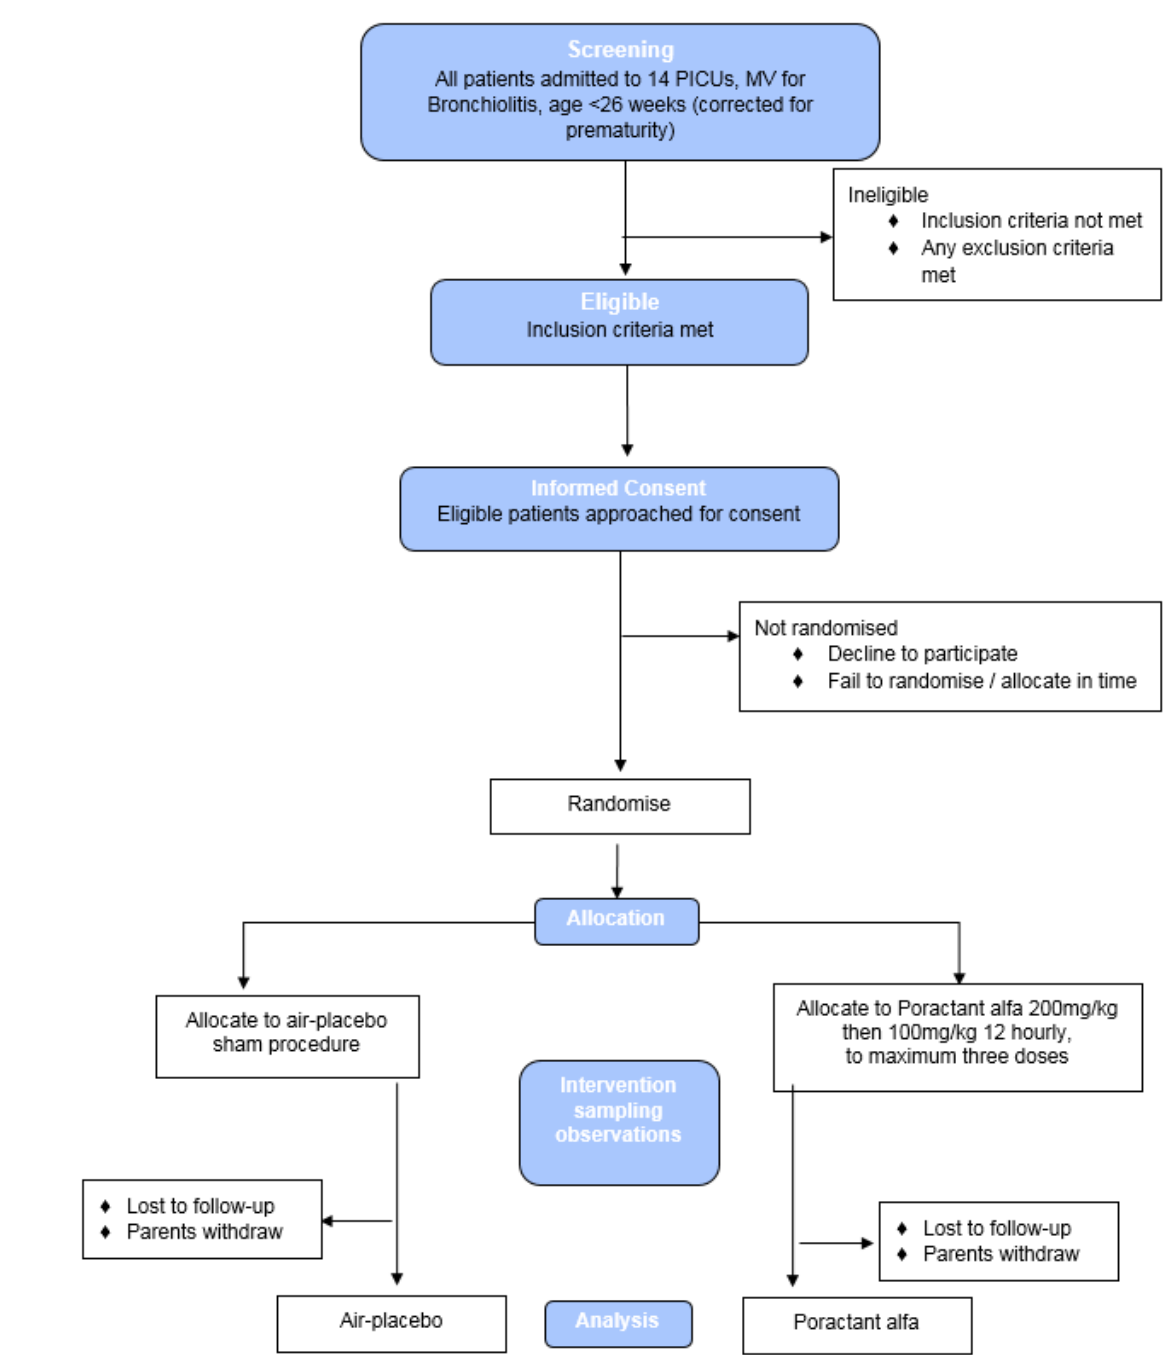 Screening
All patients admitted to 14 PICUs, MV for
Bronchiolitis, age <26 weeks (corrected for
prematurity)
Ineligible
♦ Inclusion criteria not met
♦ Any exclusion criteria
met
Eligible
Inclusion criteria met
Informed Consent
Eligible patients approached for consent
Not randomised
♦ Decline to participate
♦ Fail to randomise / allocate in time
Randomise
Allocation
Allocate to air-placebo
sham procedure
Allocate to Poractant alfa 200mg/kg
then 100mg/kg 12 hourly,
to maximum three doses
Intervention
sampling
observations
♦ Lost to follow-up
♦ Parents withdraw
♦ Lost to follow-up
♦ Parents withdraw
Air-placebo
Analysis
Poractant alfa